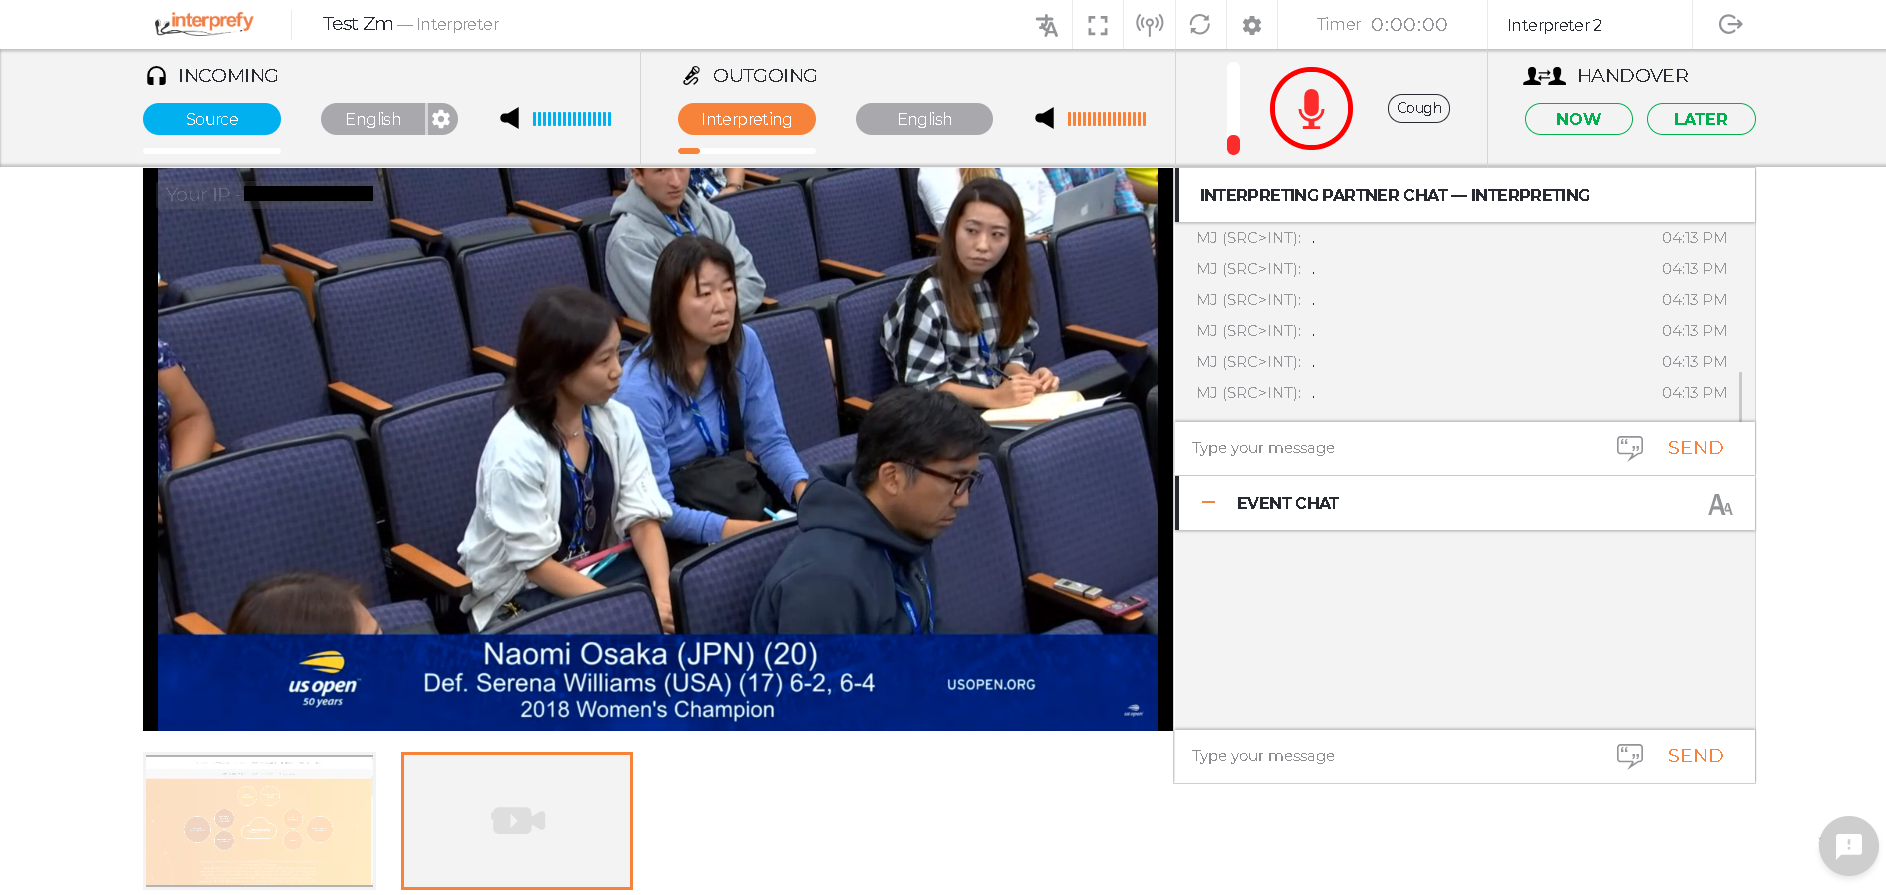 interprefy
Test Zm — Interpreter
Timer 0:00:00
Interpreter 2
INCOMING
Source
English
OUTGOING
Interpreting
English
Cough
HANDOVER
NOW
LATER
Your IP -
Naomi Osaka (JPN) (20)
Def. Serena Williams (USA) (17) 6-2, 6-4
2018 Women's Champion
us open
50 years
USOPEN.ORG
us open
INTERPRETING PARTNER CHAT — INTERPRETING
MJ (SRC>INT): . 04:13 PM
MJ (SRC>INT): . 04:13 PM
MJ (SRC>INT): . 04:13 PM
MJ (SRC>INT): . 04:13 PM
MJ (SRC>INT): . 04:13 PM
MJ (SRC>INT): . 04:13 PM
Type your message
SEND
EVENT CHAT
Type your message
SEND